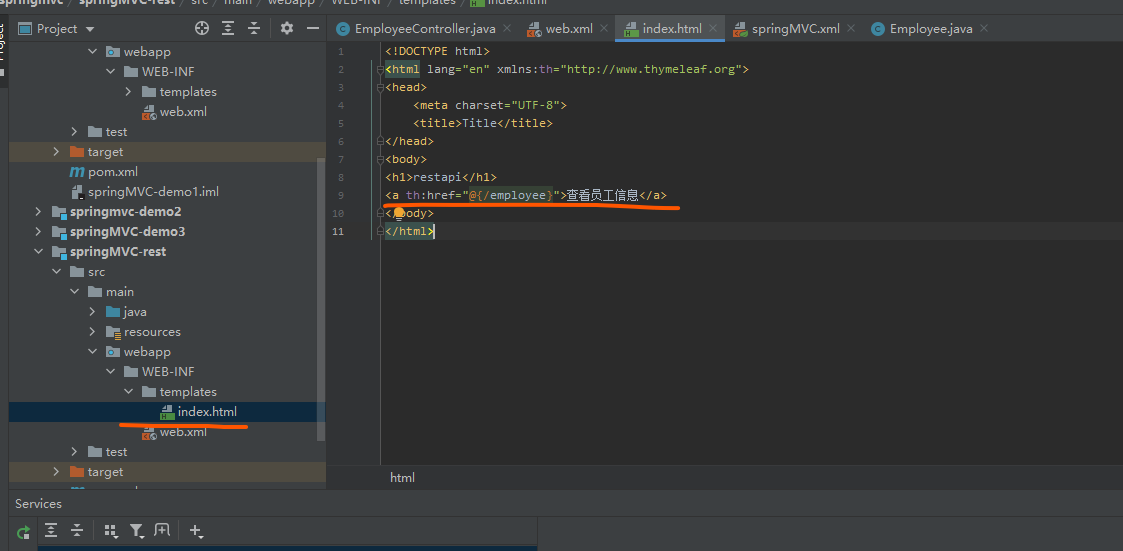 springmvc springMVC-rest src main webapp WEB-INF templates index.html
Project
EmployeeController.java web.xml index.html springMVC.xml Employee.java
webapp
WEB-INF
templates
web.xml
test
target
pom.xml
springMVC-demo1.iml
springmvc-demo2
springMVC-demo3
springMVC-rest
src
main
java
resources
webapp
WEB-INF
templates
index.html
web.xml
test
target
1 <!DOCTYPE html>
2 <html lang="en" xmlns:th="http://www.thymeleaf.org">
3 <head>
4 <meta charset="UTF-8">
5 <title>Title</title>
6 </head>
7 <body>
8 <h1>restapi</h1>
9 <a th:href="@{/employee}">查看员工信息</a>
10 </body>
11 </html>
html
Services